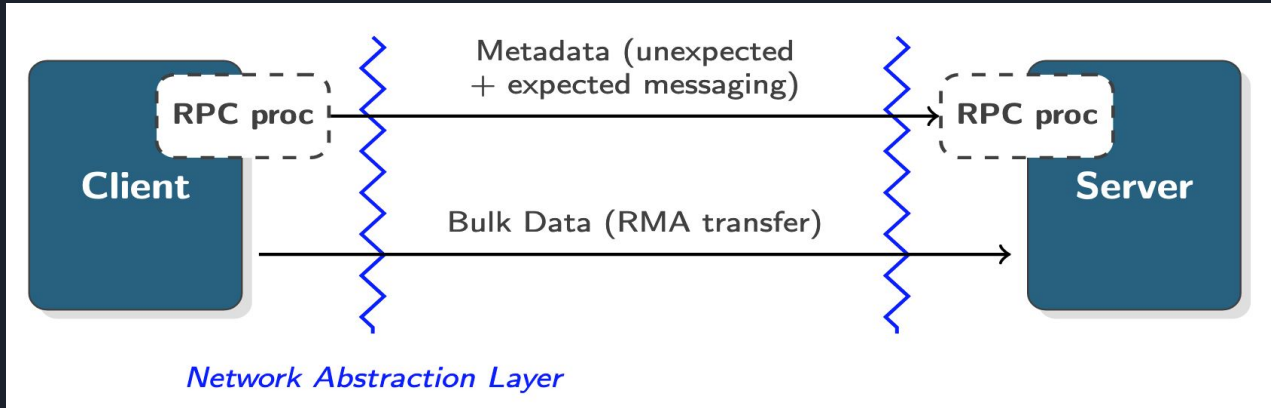 Metadata (unexpected
+ expected messaging)
RPC proc
RPC proc
Client
Server
Bulk Data (RMA transfer)
Network Abstraction Layer